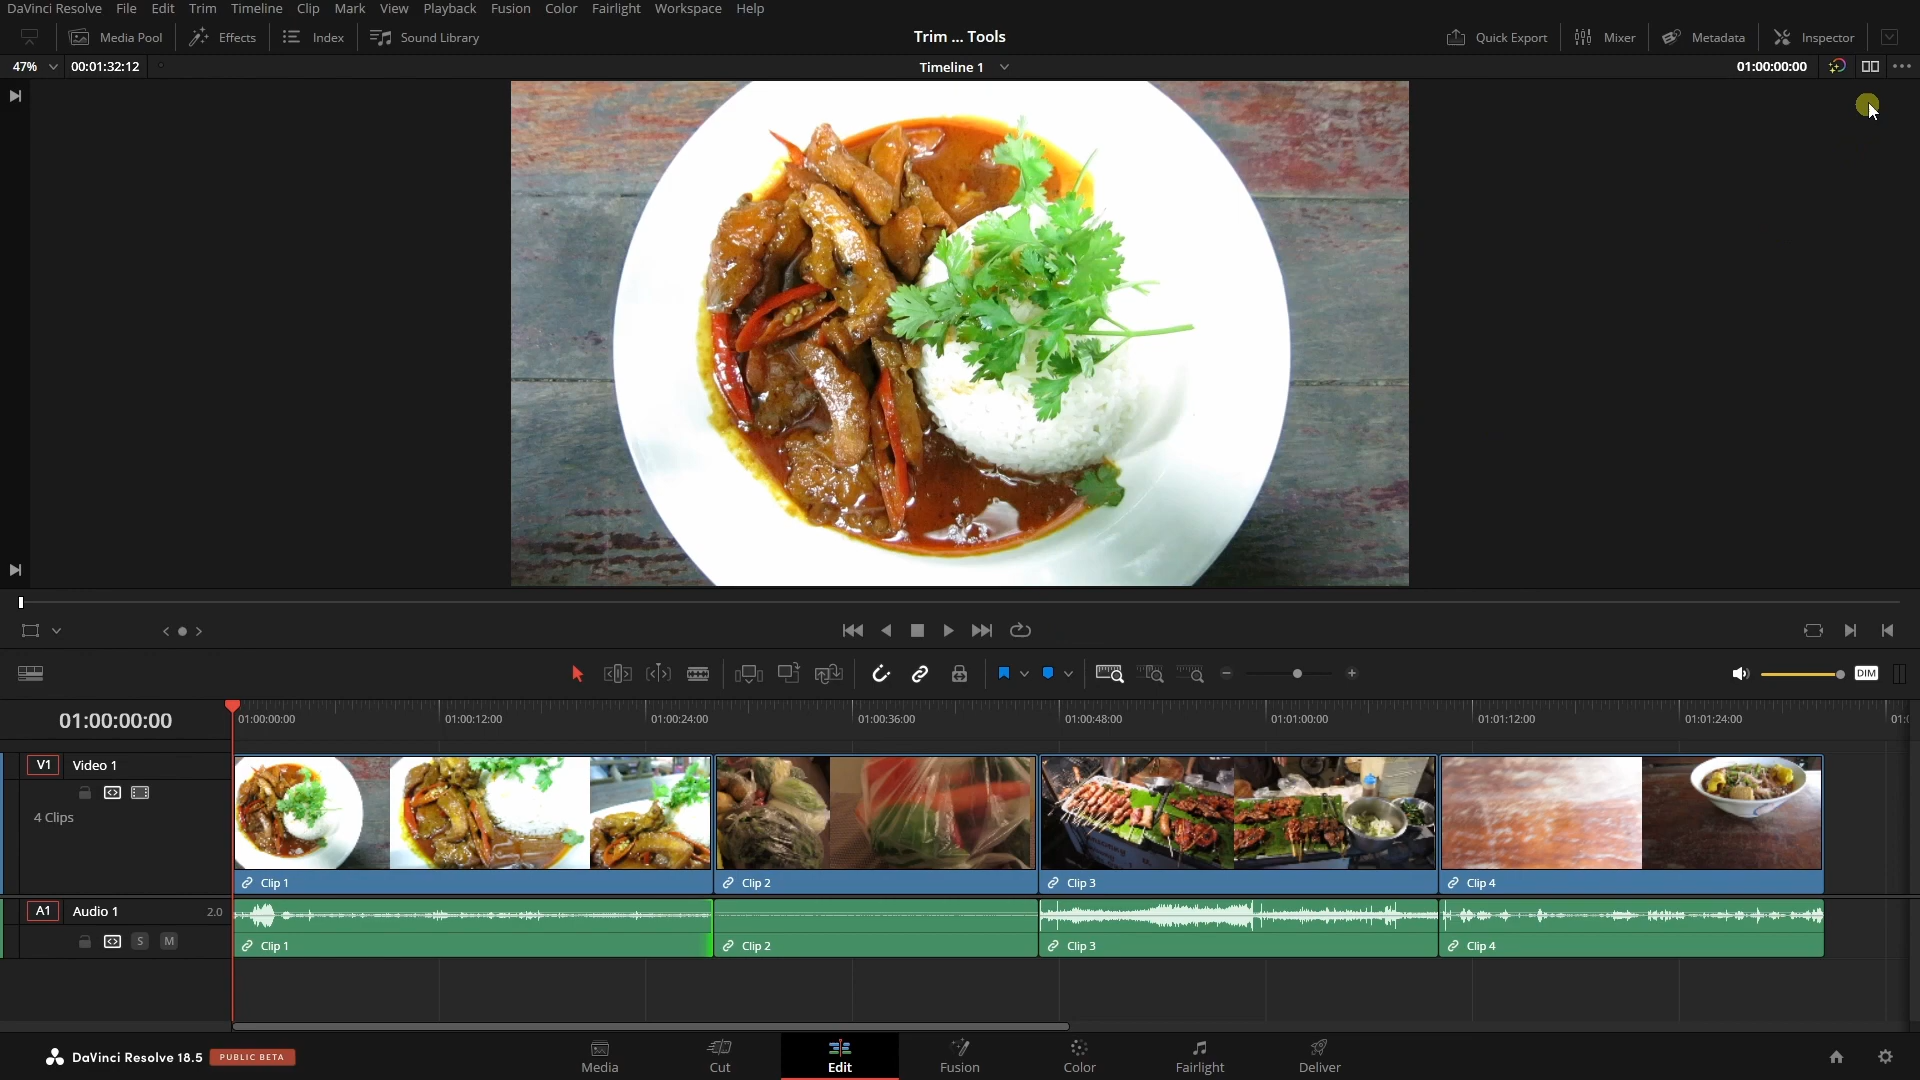 DaVinci Resolve File Edit Trim Timeline Clip Mark View Playback Fusion Color Fairlight Workspace Help
Media Pool Effects Index Sound Library Trim ... Tools Quick Export Mixer Metadata Inspector
47% 00:01:32:12 Timeline 1 01:00:00:00
DIM
01:00:00:00 01:00:00:00 01:00:12:00 01:00:24:00 01:00:36:00 01:00:48:00 01:01:00:00 01:01:12:00 01:01:24:00
V1 Video 1
4 Clips
Clip 1 Clip 2 Clip 3 Clip 4
A1 Audio 1 2.0
S M Clip 1 Clip 2 Clip 3 Clip 4
DaVinci Resolve 18.5 PUBLIC BETA Media Cut Edit Fusion Color Fairlight Deliver